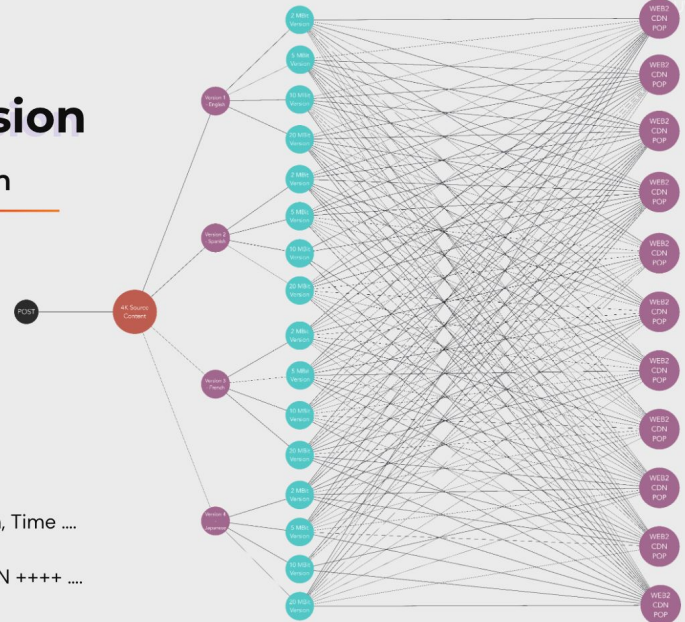 sion
n
POST
4K Source
Content
Version 1
- English
Version 2
- Spanish
Version 3
- French
Version 4
-
Japanese
2 MBit
Version
5 MBit
Version
10 MBit
Version
20 MBit
Version
2 MBit
Version
5 MBit
Version
10 MBit
Version
20 MBit
Version
2 MBit
Version
5 MBit
Version
10 MBit
Version
20 MBit
Version
2 MBit
Version
5 MBit
Version
10 MBit
Version
20 MBit
Version
WEB2
CDN
POP
WEB2
CDN
POP
WEB2
CDN
POP
WEB2
CDN
POP
WEB2
CDN
POP
WEB2
CDN
POP
WEB2
CDN
POP
WEB2
CDN
POP
WEB2
CDN
POP
WEB2
CDN
POP
WEB2
CDN
POP
, Time ....
N ++++ ....